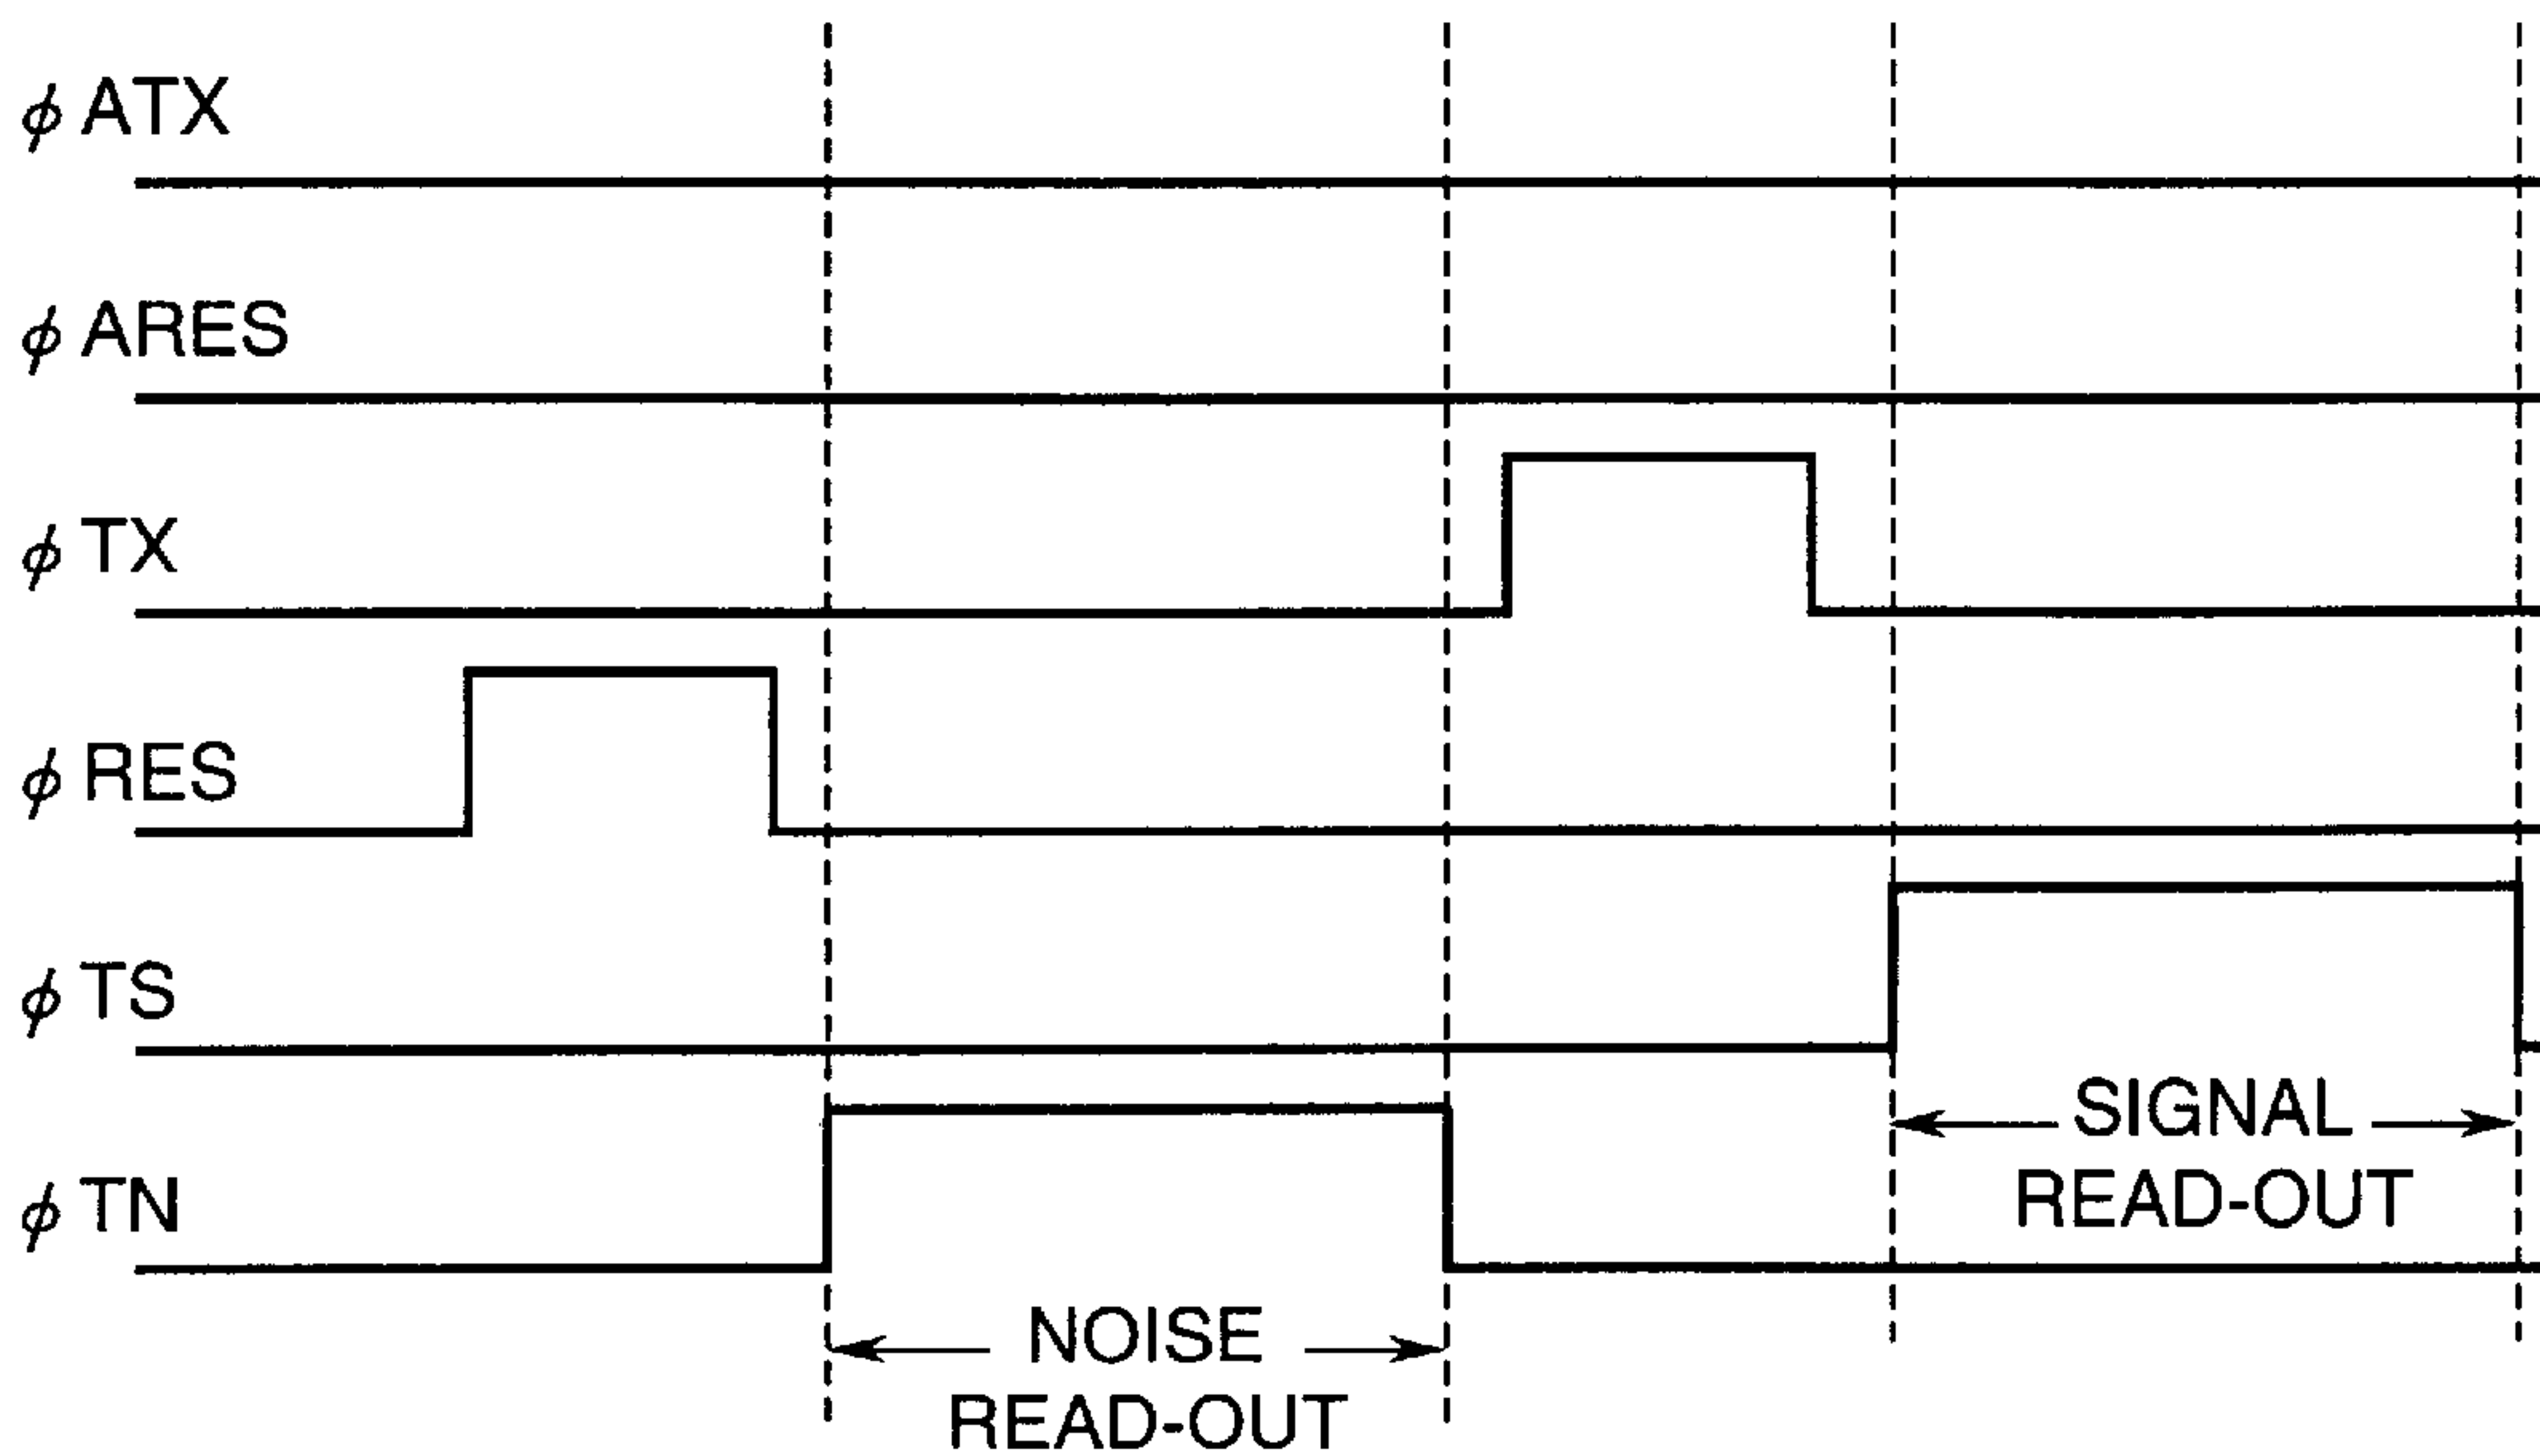 ϕ ATX
ϕ ARES
ϕ TX
ϕ RES
ϕ TS
SIGNAL
READ-OUT
ϕ TN
NOISE
READ-OUT